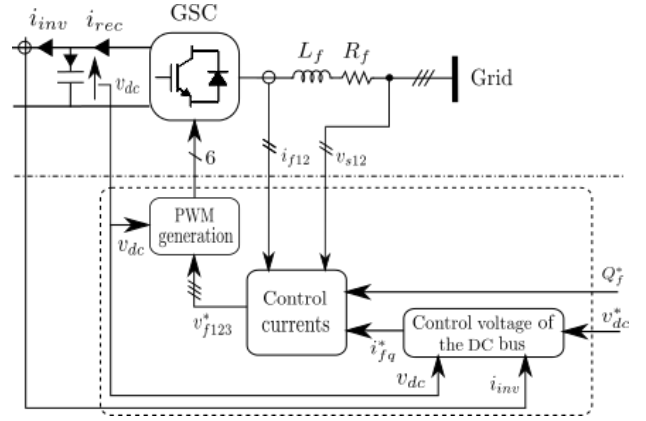 GSC
i_inv
i_rec
L_f
R_f
v_dc
Grid
6
i_f12
v_s12
PWM
generation
v_dc
Q_f^*
Control
currents
v_f123^*
v_dc^*
Control voltage of
the DC bus
i_fq^*
v_dc
i_inv